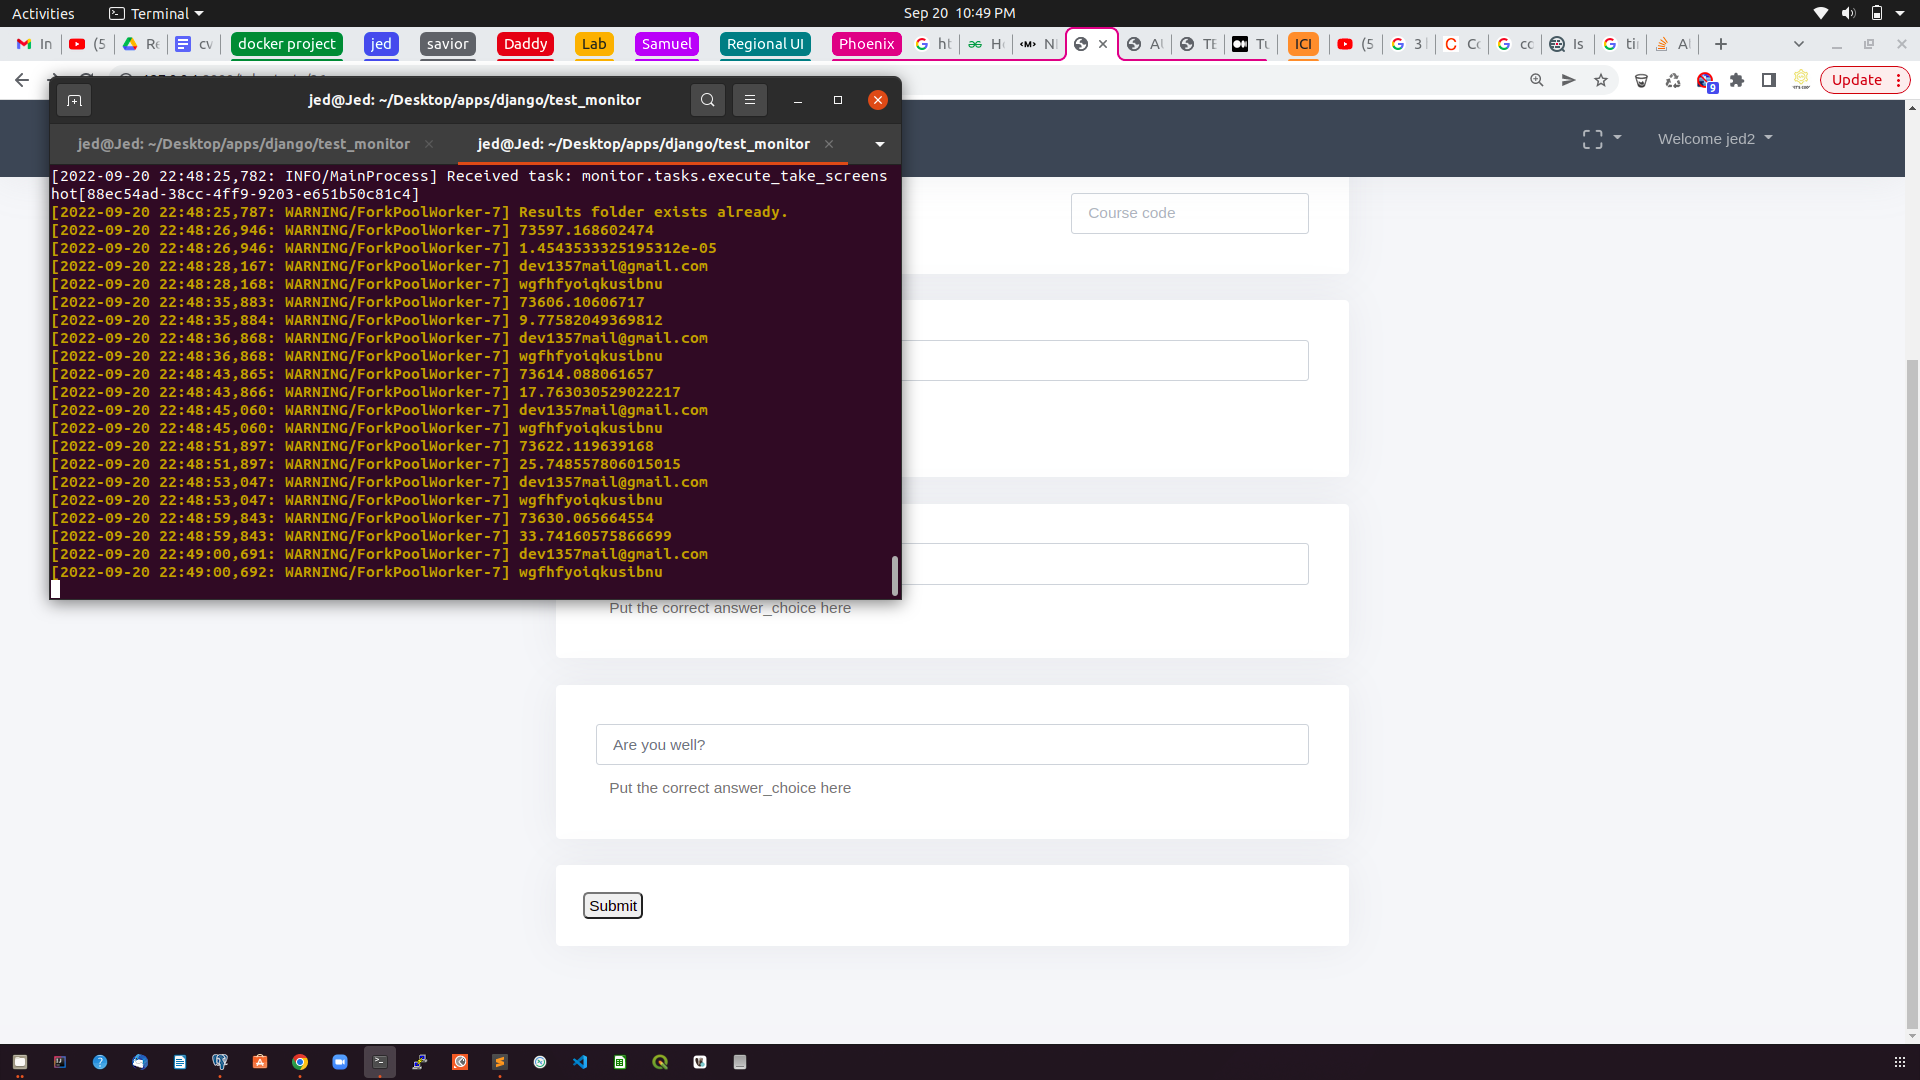 Activities
Terminal
Sep 20 10:49 PM
In
(5
Re
cv
docker project
jed
savior
Daddy
Lab
Samuel
Regional UI
Phoenix
ht
NI
TE
Tu
ICI
(5
3 l
Co
co
Is
ti
Update
9
jed@Jed: ~/Desktop/apps/django/test_monitor
jed@Jed: ~/Desktop/apps/django/test_monitor
jed@Jed: ~/Desktop/apps/django/test_monitor
Welcome jed2
[2022-09-20 22:48:25,782: INFO/MainProcess] Received task: monitor.tasks.execute_take_screens
hot[88ec54ad-38cc-4ff9-9203-e651b50c81c4]
[2022-09-20 22:48:25,787: WARNING/ForkPoolWorker-7] Results folder exists already.
[2022-09-20 22:48:26,946: WARNING/ForkPoolWorker-7] 73597.168602474
[2022-09-20 22:48:26,946: WARNING/ForkPoolWorker-7] 1.4543533325195312e-05
[2022-09-20 22:48:28,167: WARNING/ForkPoolWorker-7] dev1357mail@gmail.com
[2022-09-20 22:48:28,168: WARNING/ForkPoolWorker-7] wgfhfyoiqkusibnu
[2022-09-20 22:48:35,883: WARNING/ForkPoolWorker-7] 73606.10606717
[2022-09-20 22:48:35,884: WARNING/ForkPoolWorker-7] 9.77582049369812
[2022-09-20 22:48:36,868: WARNING/ForkPoolWorker-7] dev1357mail@gmail.com
[2022-09-20 22:48:36,868: WARNING/ForkPoolWorker-7] wgfhfyoiqkusibnu
[2022-09-20 22:48:43,865: WARNING/ForkPoolWorker-7] 73614.088061657
[2022-09-20 22:48:43,866: WARNING/ForkPoolWorker-7] 17.763030529022217
[2022-09-20 22:48:45,060: WARNING/ForkPoolWorker-7] dev1357mail@gmail.com
[2022-09-20 22:48:45,060: WARNING/ForkPoolWorker-7] wgfhfyoiqkusibnu
[2022-09-20 22:48:51,897: WARNING/ForkPoolWorker-7] 73622.119639168
[2022-09-20 22:48:51,897: WARNING/ForkPoolWorker-7] 25.748557806015015
[2022-09-20 22:48:53,047: WARNING/ForkPoolWorker-7] dev1357mail@gmail.com
[2022-09-20 22:48:53,047: WARNING/ForkPoolWorker-7] wgfhfyoiqkusibnu
[2022-09-20 22:48:59,843: WARNING/ForkPoolWorker-7] 73630.065664554
[2022-09-20 22:48:59,843: WARNING/ForkPoolWorker-7] 33.74160575866699
[2022-09-20 22:49:00,691: WARNING/ForkPoolWorker-7] dev1357mail@gmail.com
[2022-09-20 22:49:00,692: WARNING/ForkPoolWorker-7] wgfhfyoiqkusibnu
Course code
Put the correct answer_choice here
Are you well?
Put the correct answer_choice here
Submit